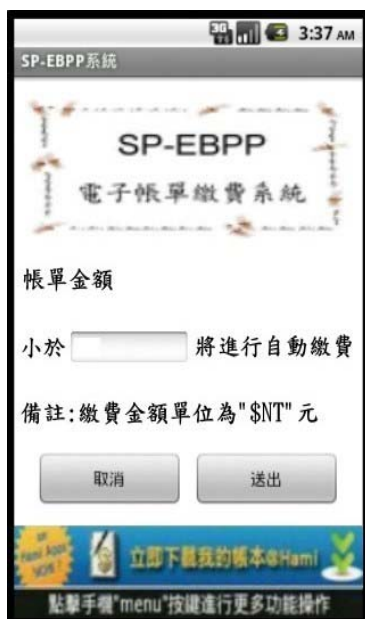 3G
3:37 AM
SP-EBPP系統
SP-EBPP
電子帳單繳費系統
帳單金額
小於 將進行自動繳費
備註:繳費金額單位為"$NT"元
取消 送出
立即下載我的帳本@Hami
點擊手機"menu"按鍵進行更多功能操作